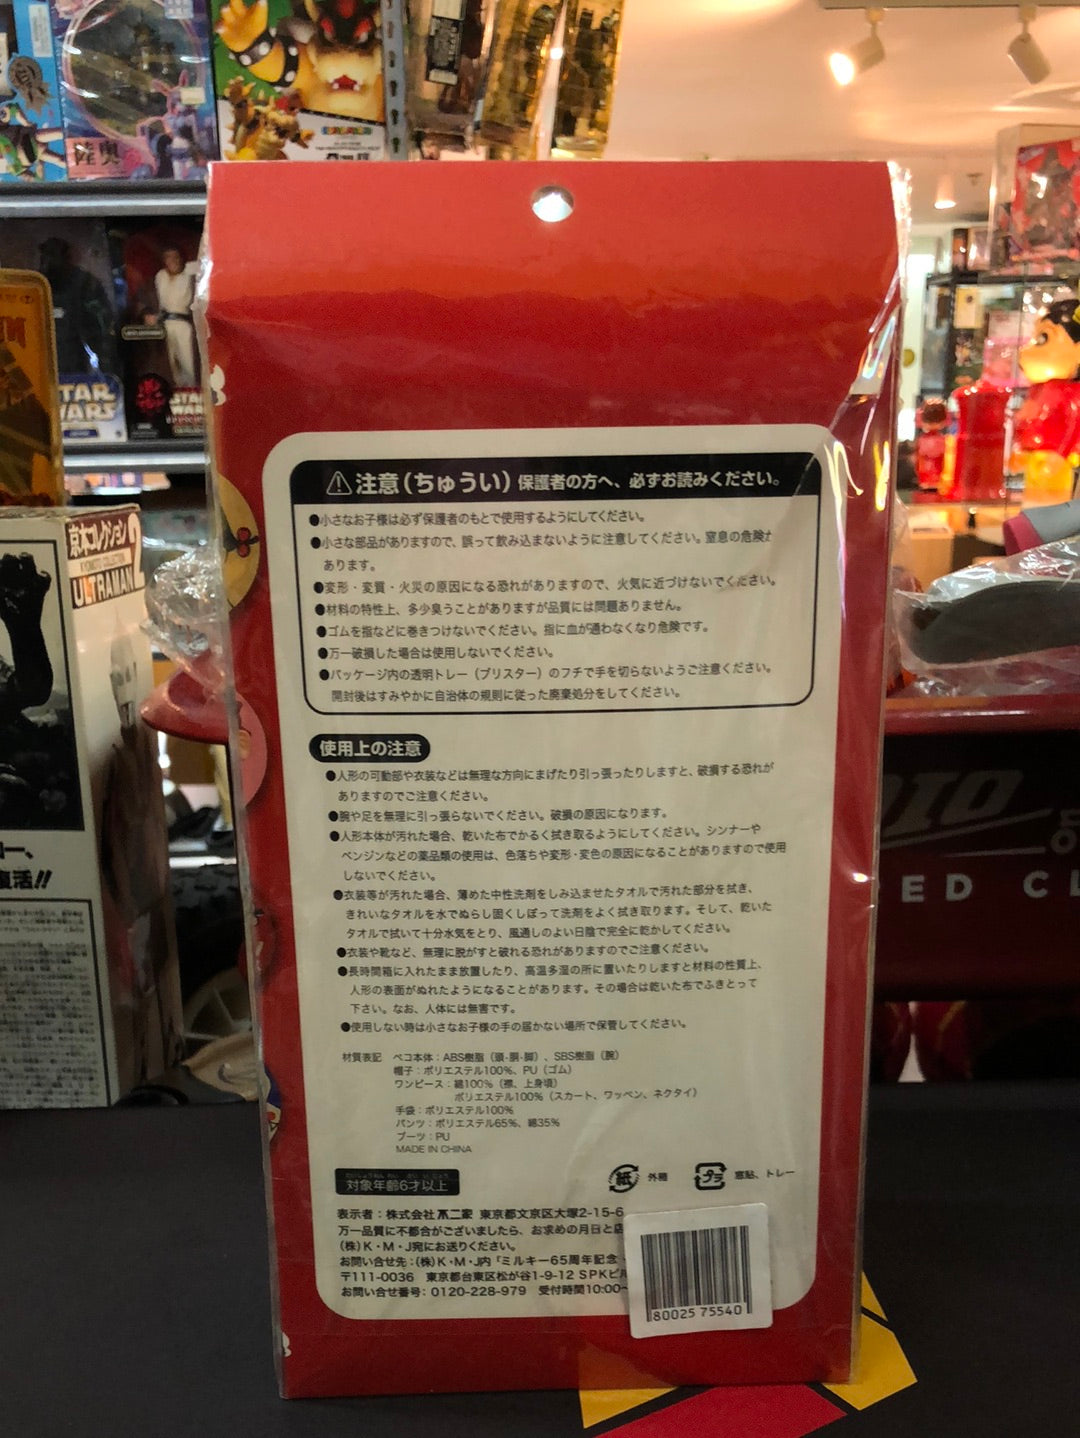 陸奥
TAR
WARS
STAR
WARS
京本コレクション2
KYOMOTO COLLECTION
ULTRAMAN
復活!!
ED CL
⚠注意（ちゅうい）保護者の方へ、必ずお読みください。
●小さなお子様は必ず保護者のもとで使用するようにしてください。
●小さな部品がありますので、誤って飲み込まないように注意してください。窒息の危険が
あります。
●変形・変質・火災の原因になる恐れがありますので、火気に近づけないでください。
●材料の特性上、多少臭うことがありますが品質には問題ありません。
●ゴムを指などに巻きつけないでください。指に血が通わなくなり危険です。
●万一破損した場合は使用しないでください。
●パッケージ内の透明トレー（ブリスター）のフチで手を切らないようご注意ください。
開封後はすみやかに自治体の規則に従った廃棄処分をしてください。
使用上の注意
●人形の可動部や衣装などは無理な方向にまげたり引っ張ったりしますと、破損する恐れが
ありますのでご注意ください。
●腕や足を無理に引っ張らないでください。破損の原因になります。
●人形本体が汚れた場合、乾いた布でかるく拭き取るようにしてください。シンナーや
ベンジンなどの薬品類の使用は、色落ちや変形・変色の原因になることがありますので使用
しないでください。
●衣装等が汚れた場合、薄めた中性洗剤をしみ込ませたタオルで汚れた部分を拭き、
きれいなタオルを水でぬらし固くしぼって洗剤をよく拭き取ります。そして、乾いた
タオルで拭いて十分水気をとり、風通しのよい日陰で完全に乾かしてください。
●衣装や靴など、無理に脱がすと破れる恐れがありますのでご注意ください。
●長時間箱に入れたまま放置したり、高温多湿の所に置いたりしますと材料の性質上、
人形の表面がぬれたようになることがあります。その場合は乾いた布でふきとって
下さい。なお、人体には無害です。
●使用しない時は小さなお子様の手の届かない場所で保管してください。
材質表記 ペコ本体：ABS樹脂（頭・胴・脚）、SBS樹脂（腕）
帽子：ポリエステル100%、PU（ゴム）
ワンピース：綿100%（襟、上身頃）
ポリエステル100%（スカート、ワッペン、ネクタイ）
手袋：ポリエステル100%
パンツ：ポリエステル65%、綿35%
ブーツ：PU
MADE IN CHINA
対象年齢6才以上
紙 外箱 プラ 窓貼、トレー
表示者：株式会社 不二家 東京都文京区大塚2-15-6
万一品質に不都合がございましたら、お求めの月日と店
（株）K・M・J宛にお送りください。
お問い合せ先：（株）K・M・J内「ミルキー65周年記念
〒111-0036 東京都台東区松が谷1-9-12 SPKビル
お問い合せ番号：0120-228-979 受付時間10:00~
80025 75540